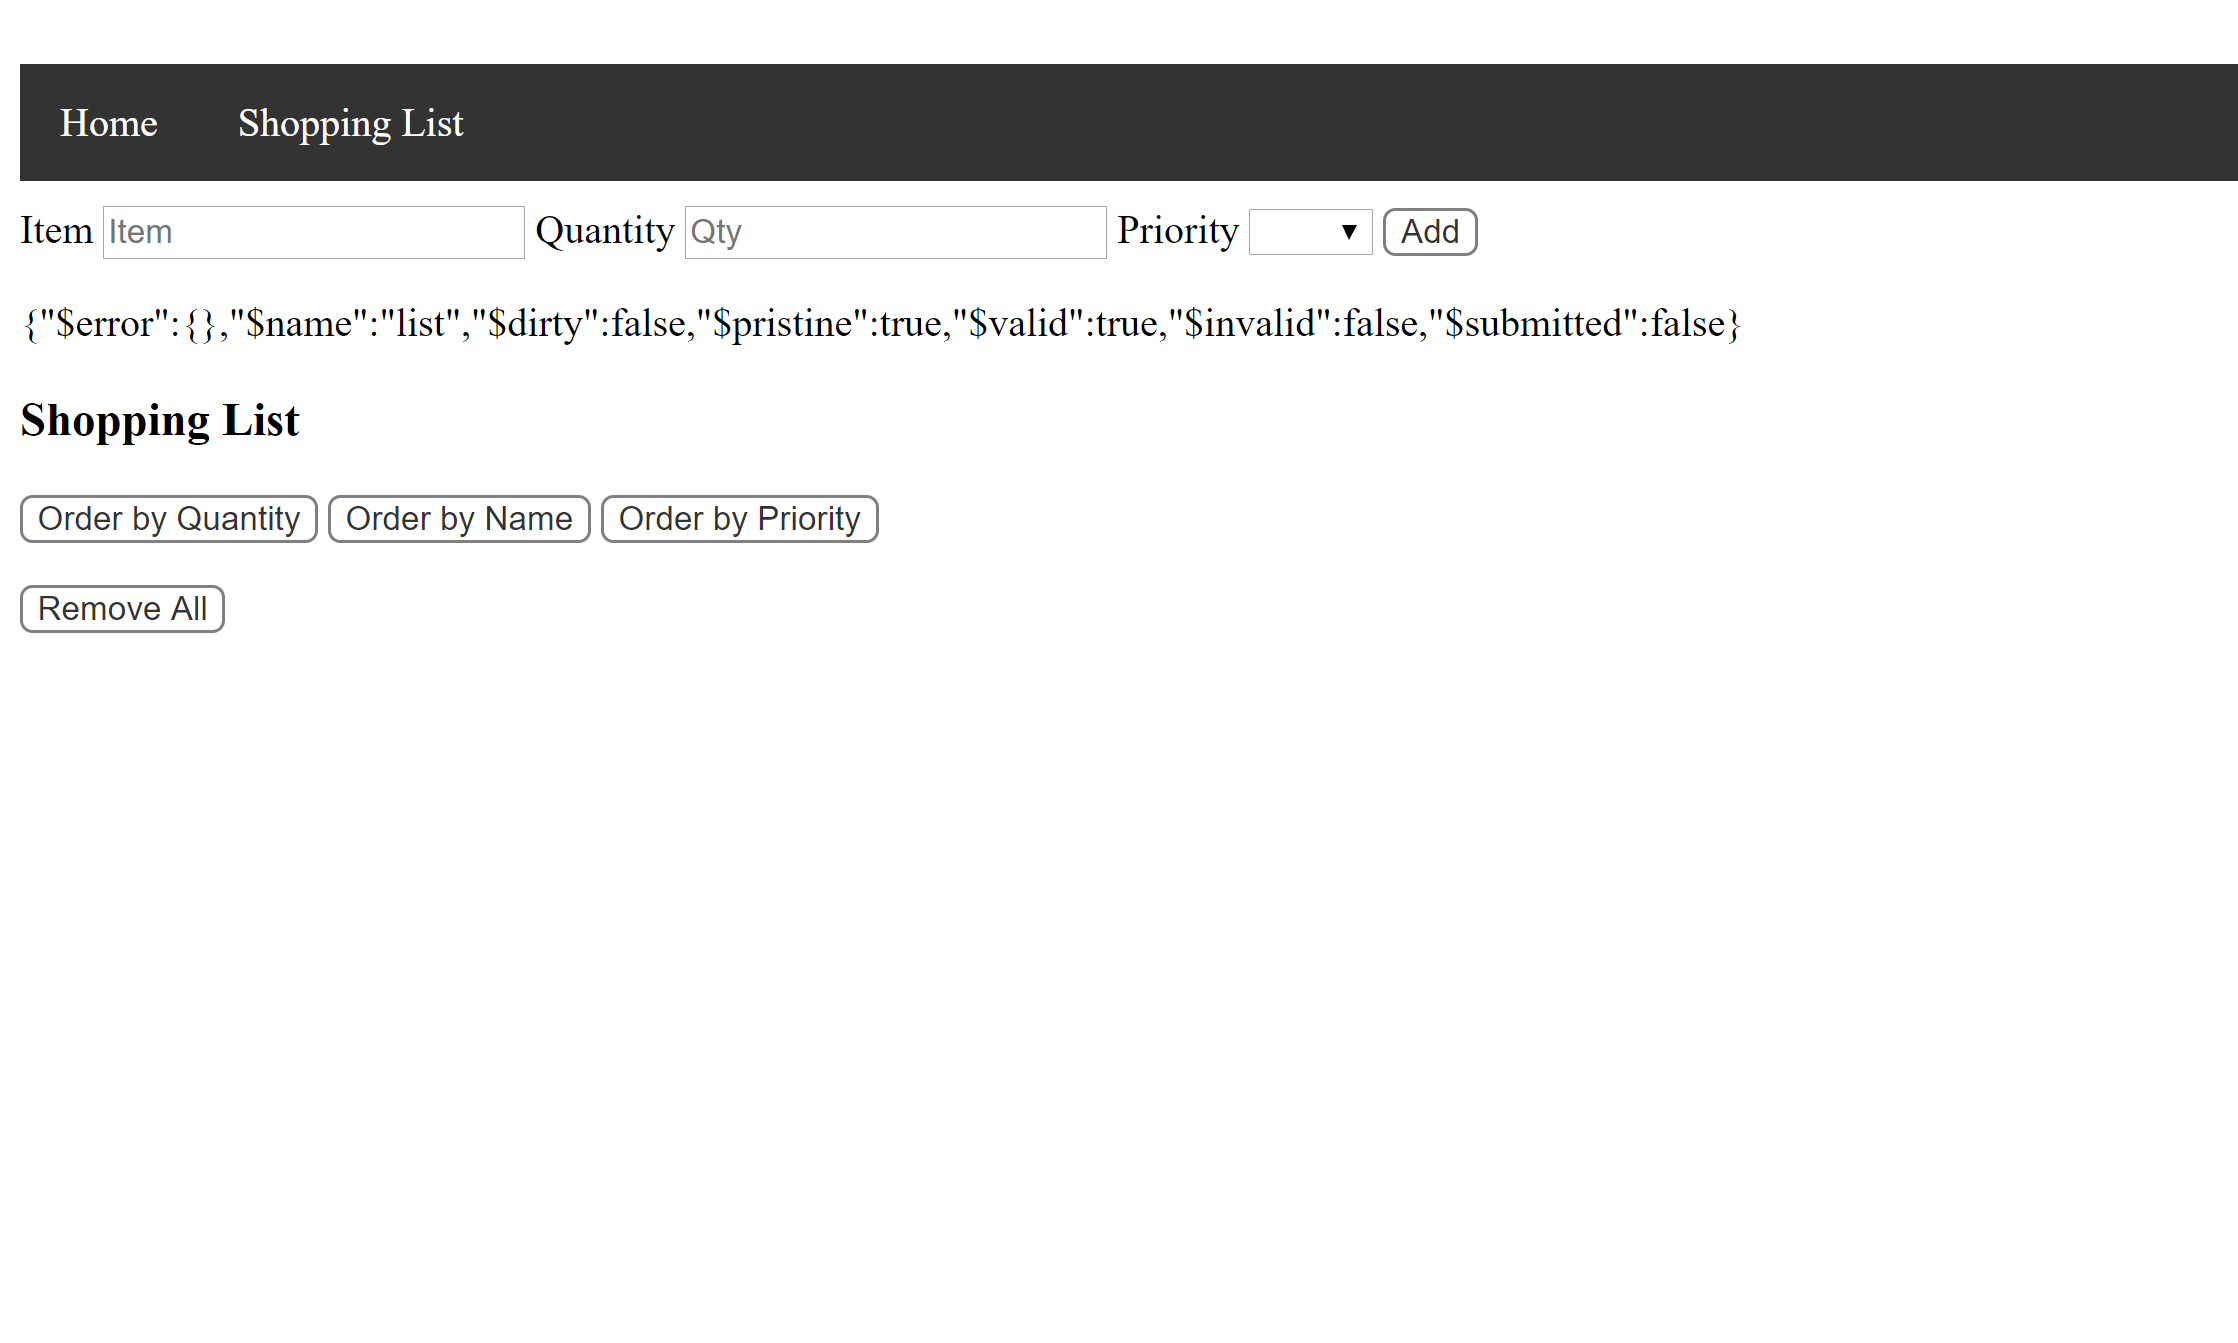 Home Shopping List
Item Item Quantity Qty Priority Add
{"$error":{},"$name":"list","$dirty":false,"$pristine":true,"$valid":true,"$invalid":false,"$submitted":false}
Shopping List
Order by Quantity Order by Name Order by Priority
Remove All